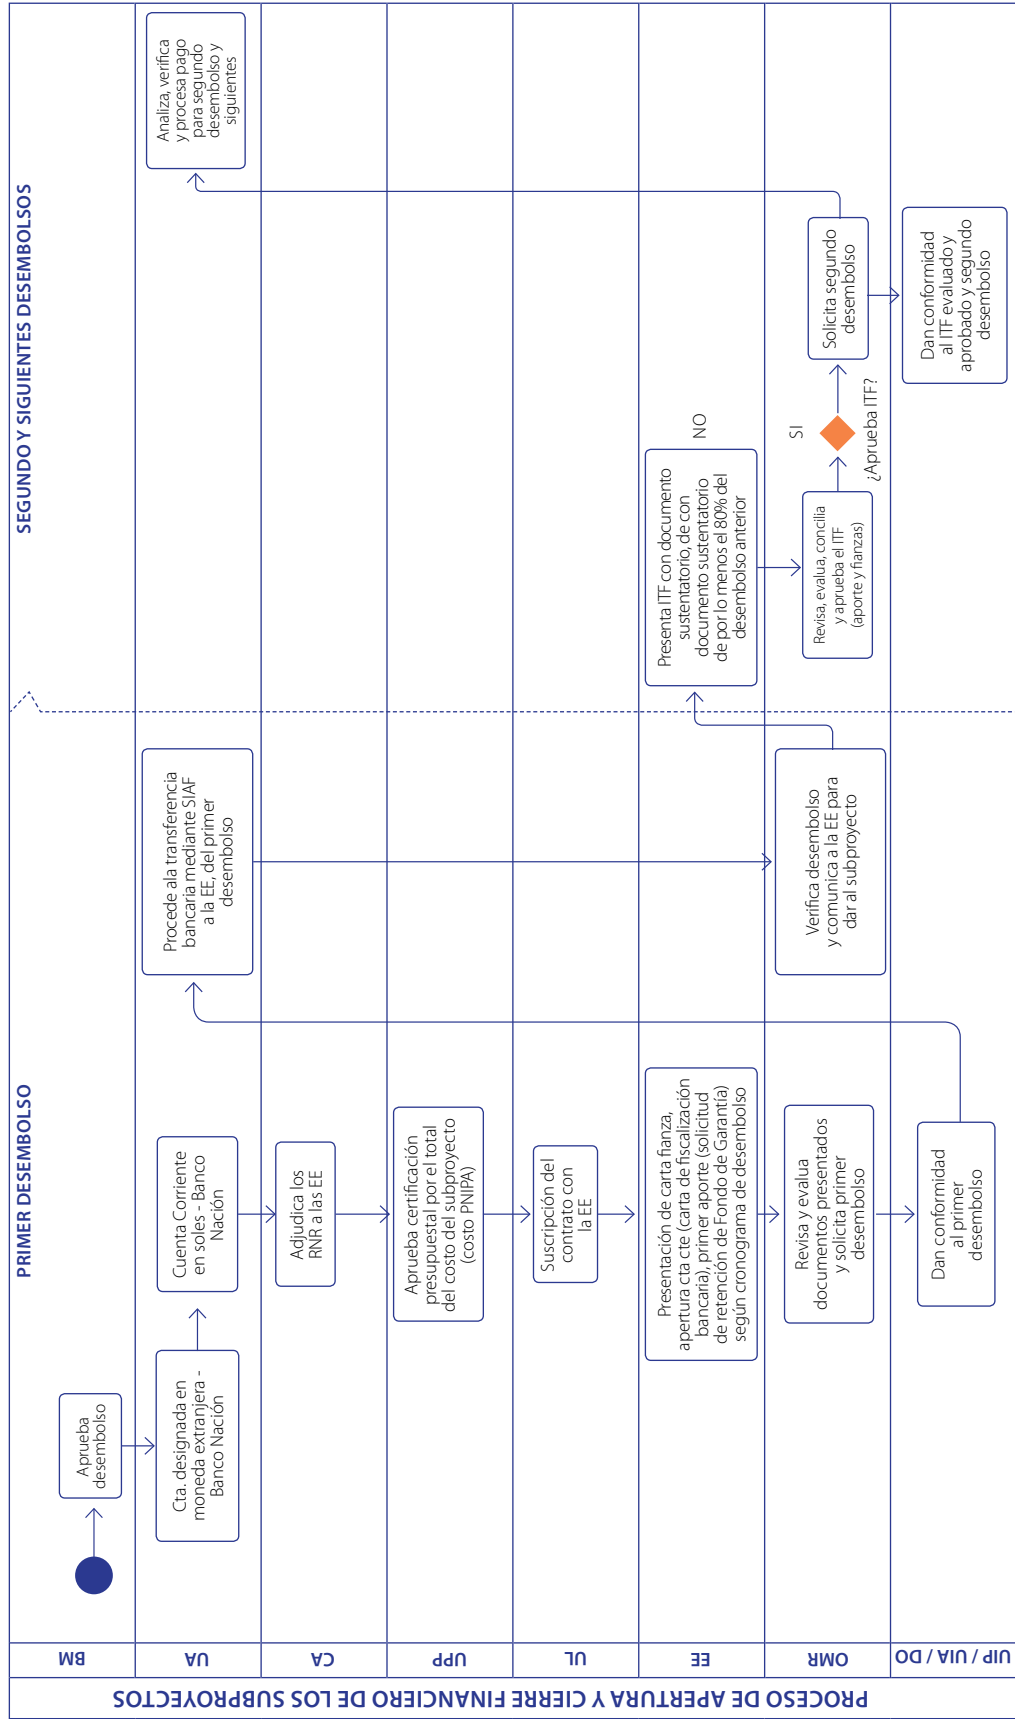 PROCESO DE APERTURA Y CIERRE FINANCIERO DE LOS SUBPROYECTOS
PRIMER DESEMBOLSO
SEGUNDO Y SIGUIENTES DESEMBOLSOS
BM
Aprueba
desembolso
UA
Cta. designada en
moneda extranjera -
Banco Nación
Cuenta Corriente
en soles - Banco
Nación
Procede ala transferencia
bancaria mediante SIAF
a la EE, del primer
desembolso
Analiza, verifica
y procesa pago
para segundo
desembolso y
siguientes
CA
Adjudica los
RNR a las EE
UPP
Aprueba certificación
presupuestal por el total
del costo del subproyecto
(costo PNIPA)
UL
Suscripción del
contrato con
la EE
EE
Presentación de carta fianza,
apertura cta cte (carta de fiscalización
bancaria), primer aporte (solicitud
de retención de Fondo de Garantía)
según cronograma de desembolso
Presenta ITF con documento
sustentatorio, de con
documento sustentatorio
de por lo menos el 80% del
desembolso anterior
NO
OMR
Revisa y evalua
documentos presentados
y solicita primer
desembolso
Verifica desembolso
y comunica a la EE para
dar al subproyecto
Revisa, evalua, concilia
y aprueba el ITF
(aporte y fianzas)
SI
¿Aprueba ITF?
Solicita segundo
desembolso
UIP / UIA / DO
Dan conformidad
al primer
desembolso
Dan conformidad
al ITF evaluado y
aprobado y segundo
desembolso